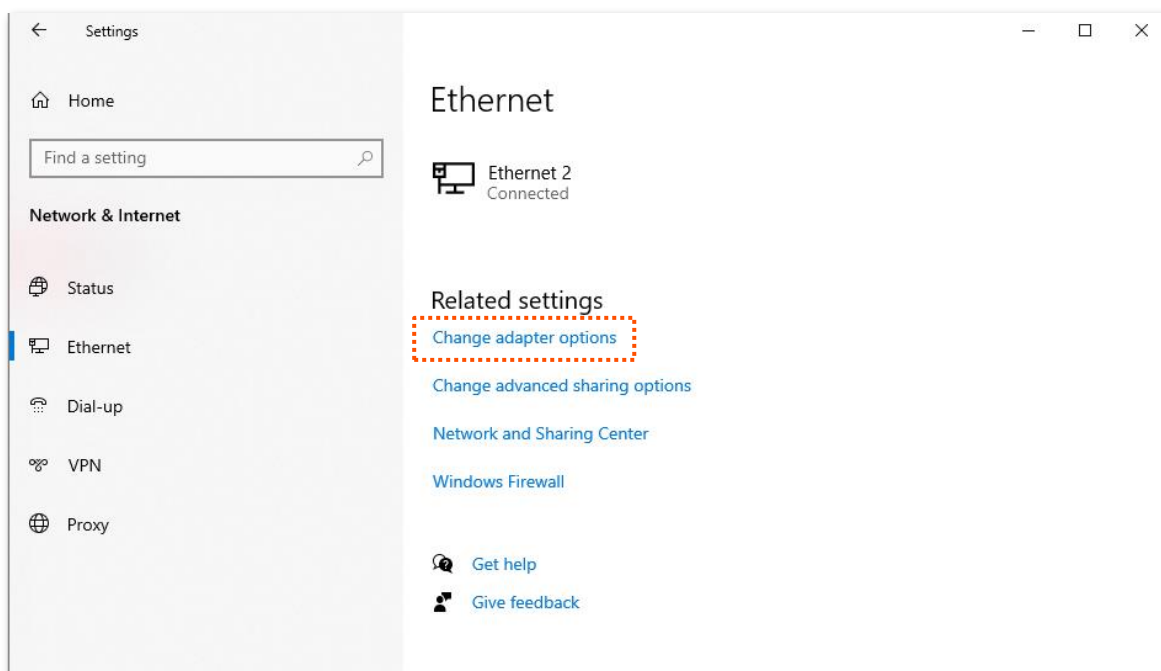 Settings
Home
Find a setting
Network & Internet
Status
Ethernet
Dial-up
VPN
Proxy
Ethernet
Ethernet 2
Connected
Related settings
Change adapter options
Change advanced sharing options
Network and Sharing Center
Windows Firewall
Get help
Give feedback